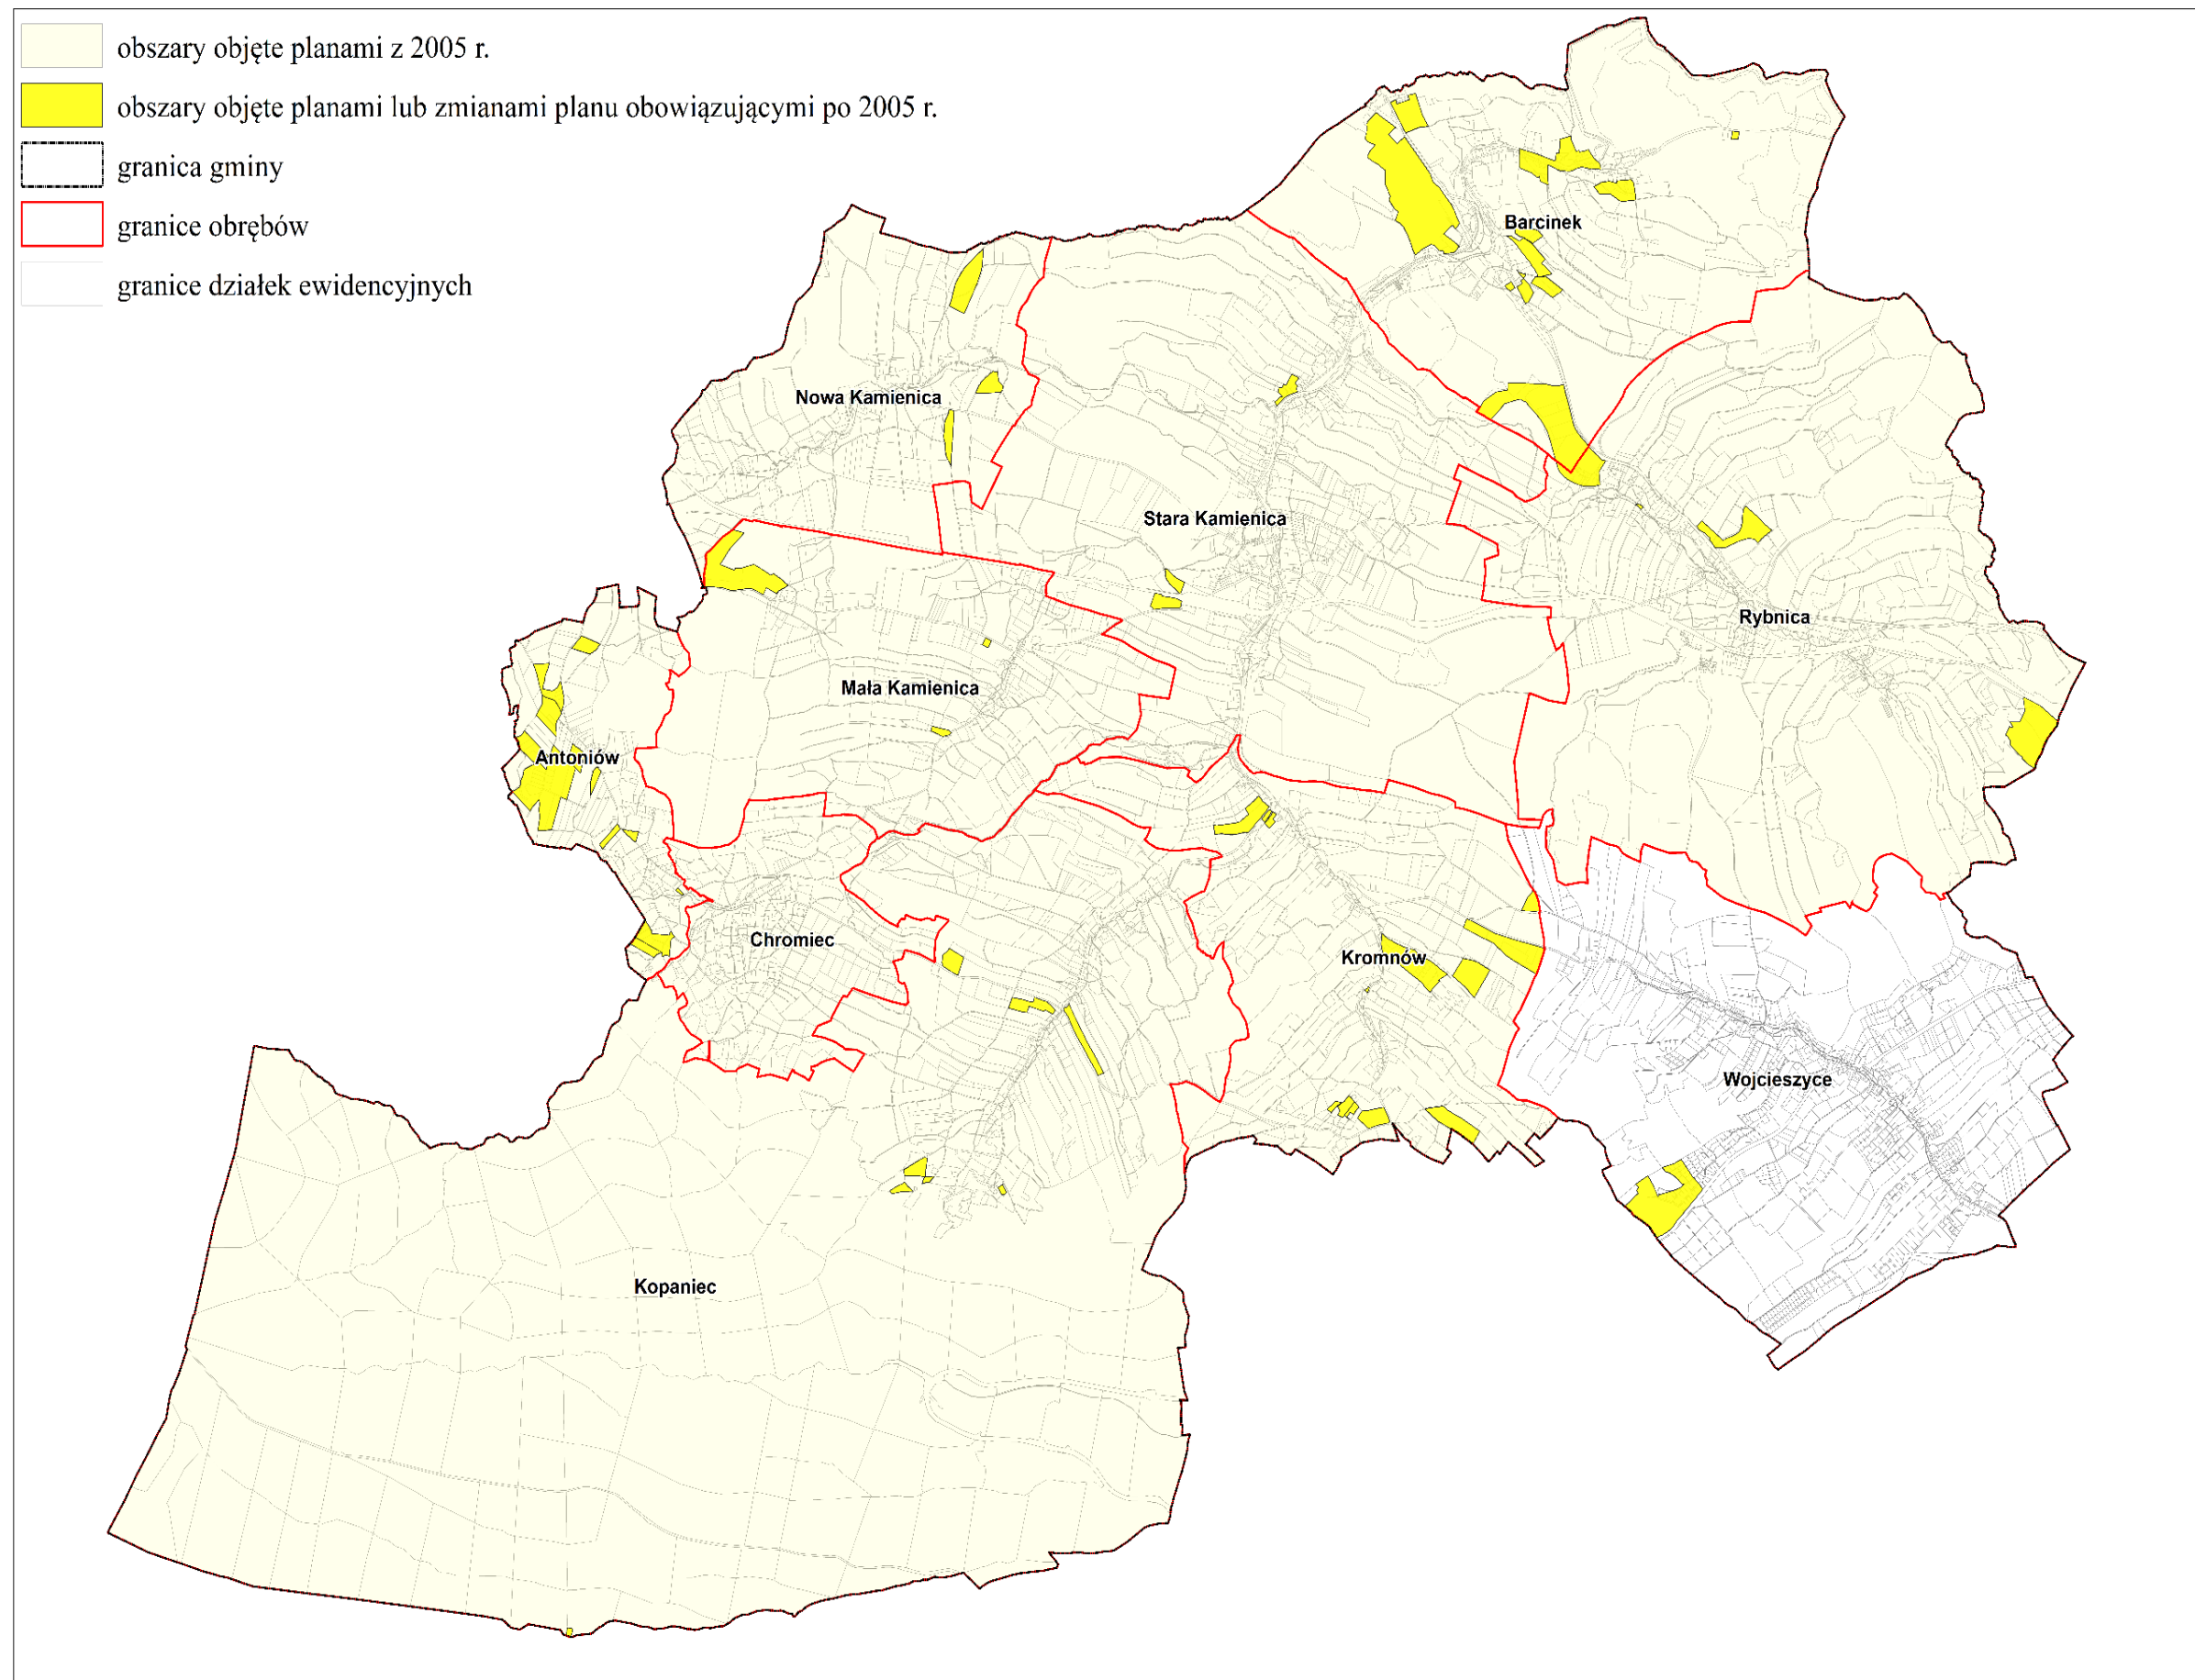 obszary objęte planami z 2005 r.
obszary objęte planami lub zmianami planu obowiązującymi po 2005 r.
granica gminy
granice obrębów
granice działek ewidencyjnych
Barcinek
Nowa Kamienica
Stara Kamienica
Rybnica
Mała Kamienica
Antoniów
Chromiec
Kromnów
Wojcieszyce
Kopaniec